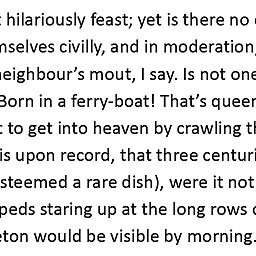 hilariously feast; yet is there no
mselves civilly, and in moderation,
neighbour's mout, I say. Is not one
Born in a ferry-boat! That's queer
t to get into heaven by crawling th
is upon record, that three centuri
steemed a rare dish), were it not
peds staring up at the long rows
eton would be visible by morning.